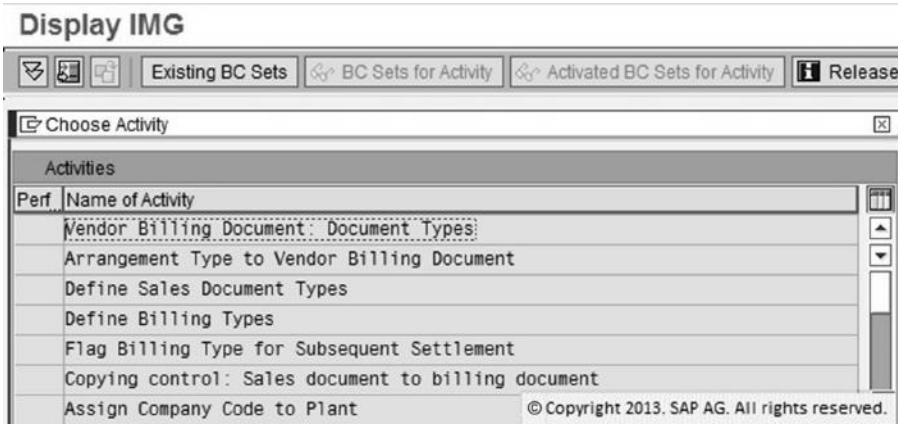 Display IMG
Existing BC Sets BC Sets for Activity Activated BC Sets for Activity Release
Choose Activity
Activities
Perf... Name of Activity
Vendor Billing Document: Document Types
Arrangement Type to Vendor Billing Document
Define Sales Document Types
Define Billing Types
Flag Billing Type for Subsequent Settlement
Copying control: Sales document to billing document
Assign Company Code to Plant
© Copyright 2013. SAP AG. All rights reserved.